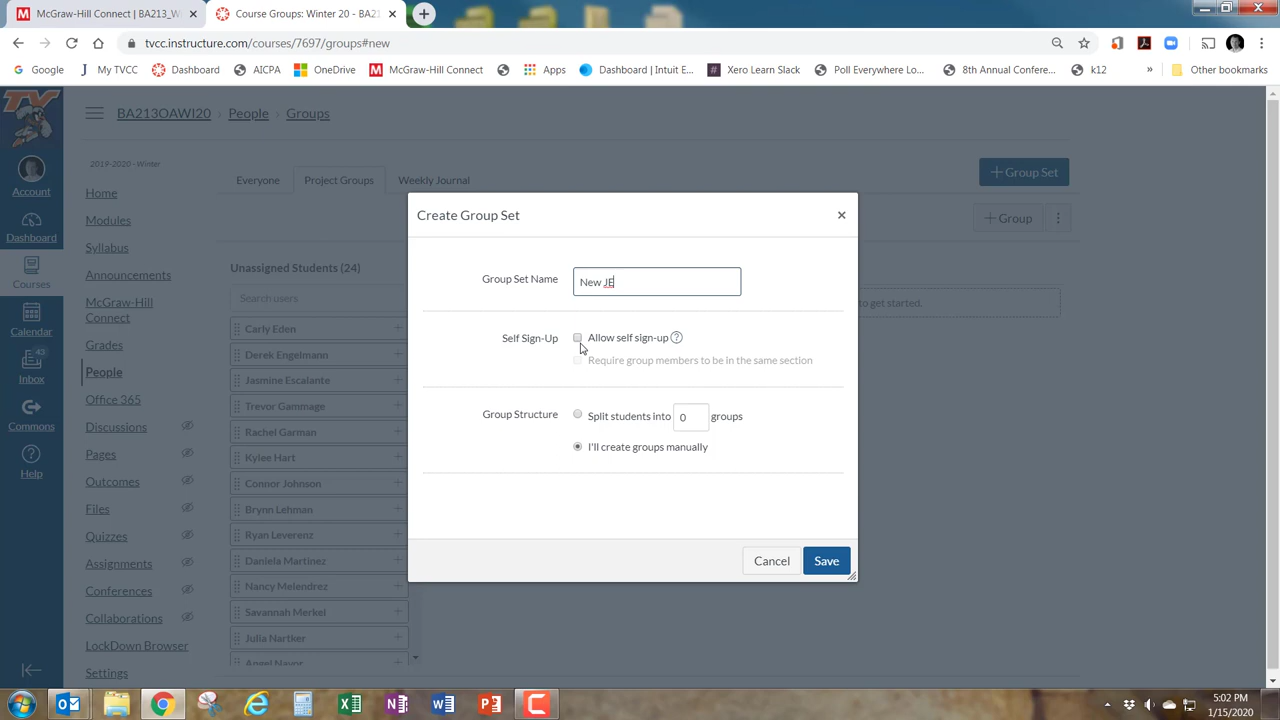 McGraw-Hill Connect | BA213_W
Course Groups: Winter 20 - BA21
tvcc.instructure.com/courses/7697/groups#new
Google
My TVCC
Dashboard
AICPA
OneDrive
McGraw-Hill Connect
Apps
Dashboard | Intuit E...
Xero Learn Slack
Poll Everywhere Lo...
8th Annual Confere...
k12
»
Other bookmarks
TV
BA213OAWI20 › People › Groups
2019-2020 - Winter
Account
Dashboard
Courses
Calendar
43
Inbox
Commons
Help
Home
Modules
Syllabus
Announcements
McGraw-Hill
Connect
Grades
People
Office 365
Discussions
Pages
Outcomes
Files
Quizzes
Assignments
Conferences
Collaborations
LockDown Browser
Settings
Everyone
Project Groups
Weekly Journal
+ Group Set
+ Group
Unassigned Students (24)
Search users
Carly Eden
Derek Engelmann
Jasmine Escalante
Trevor Gammage
Rachel Garman
Kylee Hart
Connor Johnson
Brynn Lehman
Ryan Leverenz
Daniela Martinez
Nancy Melendrez
Savannah Merkel
Julia Nartker
Angel Nayor
to get started.
Create Group Set
×
Group Set Name
New JE
Self Sign-Up
Allow self sign-up ?
Require group members to be in the same section
Group Structure
Split students into 0 groups
I'll create groups manually
Cancel
Save
5:02 PM
1/15/2020